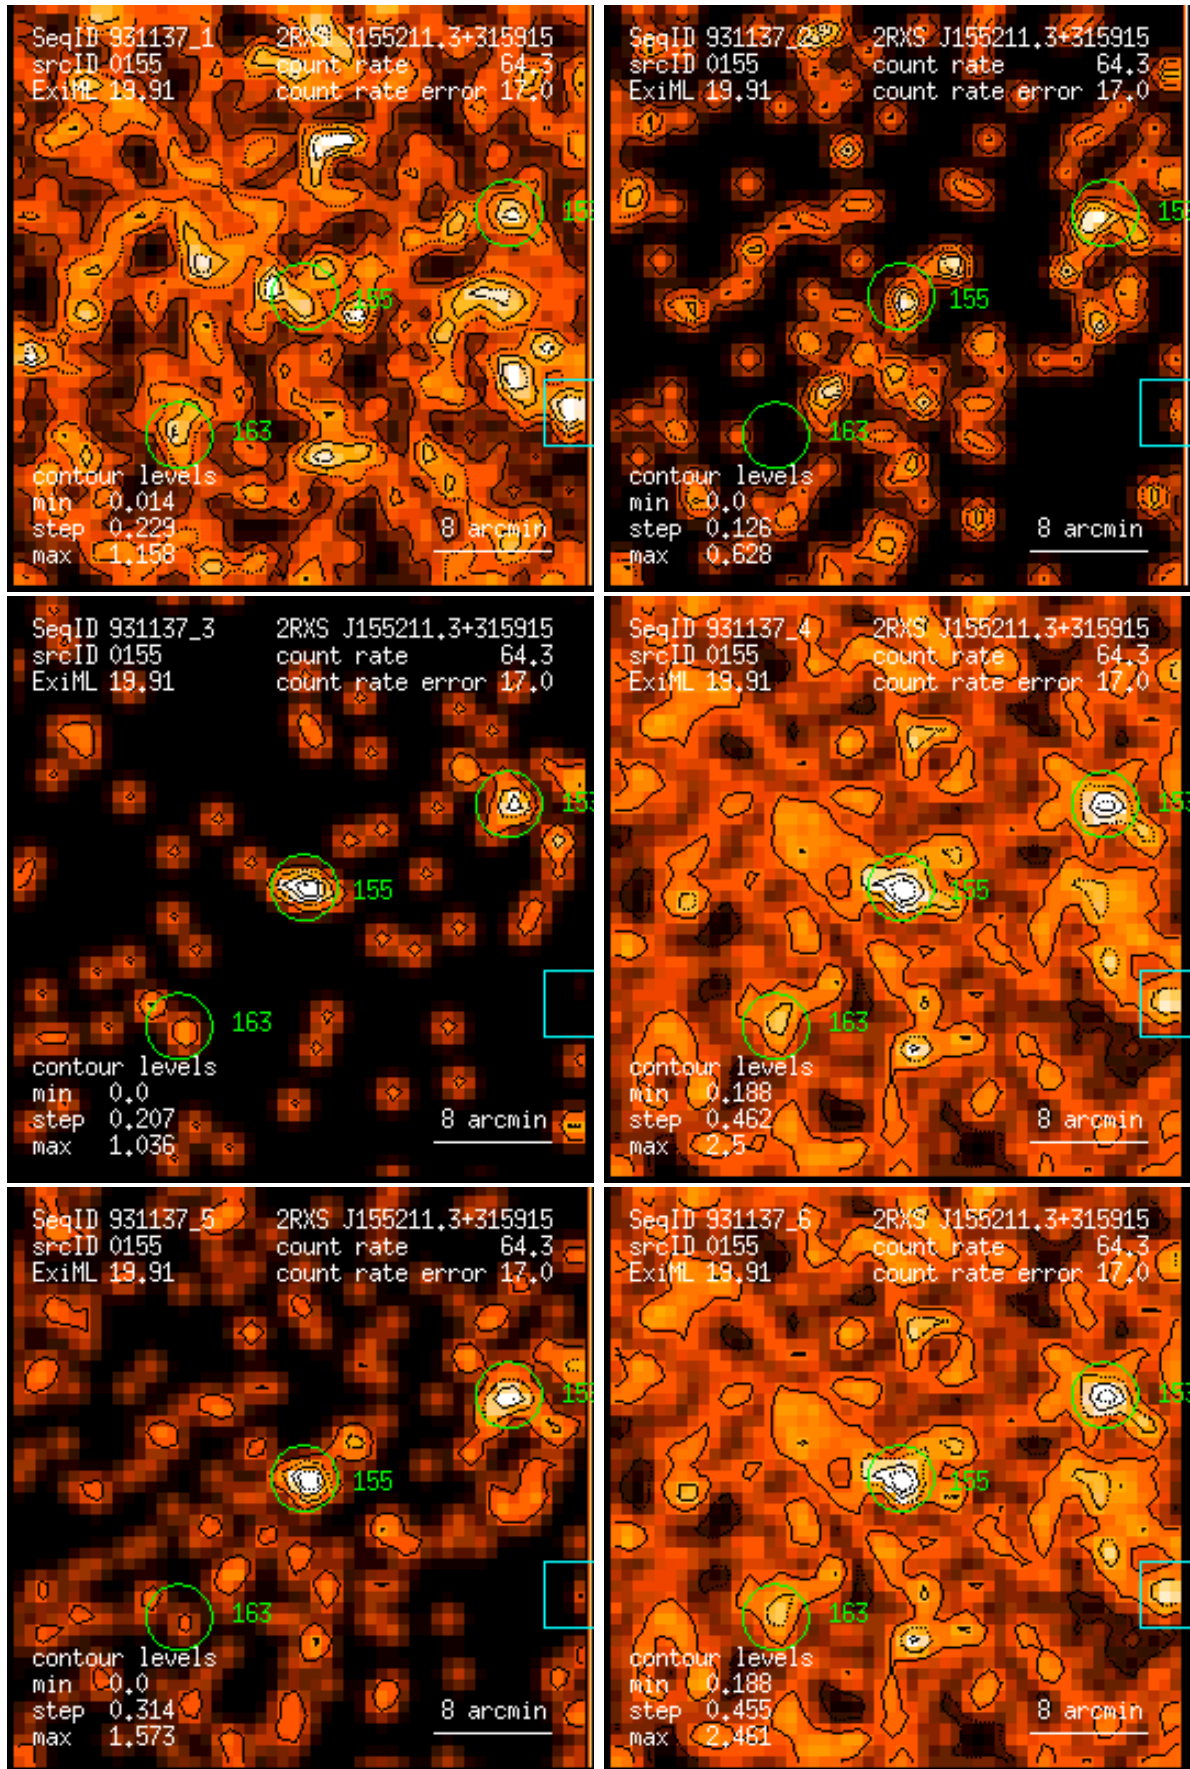 SeqID 931137_1 2RXS J155211.3+315915
srcID 0155 count rate 64.3
ExiML 19.91 count rate error 17.0
155
163
contour levels
min 0.014
step 0.229
max 1.158
8 arcmin
SeqID 931137_2 2RXS J155211.3+315915
srcID 0155 count rate 64.3
ExiML 19.91 count rate error 17.0
155
163
contour levels
min 0.0
step 0.126
max 0.628
8 arcmin
SeqID 931137_3 2RXS J155211.3+315915
srcID 0155 count rate 64.3
ExiML 19.91 count rate error 17.0
153
155
163
contour levels
min 0.0
step 0.207
max 1.036
8 arcmin
SeqID 931137_4 2RXS J155211.3+315915
srcID 0155 count rate 64.3
ExiML 19.91 count rate error 17.0
153
155
163
contour levels
min 0.188
step 0.462
max 2.5
8 arcmin
SeqID 931137_5 2RXS J155211.3+315915
srcID 0155 count rate 64.3
ExiML 19.91 count rate error 17.0
153
155
163
contour levels
min 0.0
step 0.314
max 1.573
8 arcmin
SeqID 931137_6 2RXS J155211.3+315915
srcID 0155 count rate 64.3
ExiML 19.91 count rate error 17.0
153
155
163
contour levels
min 0.188
step 0.455
max 2.461
8 arcmin